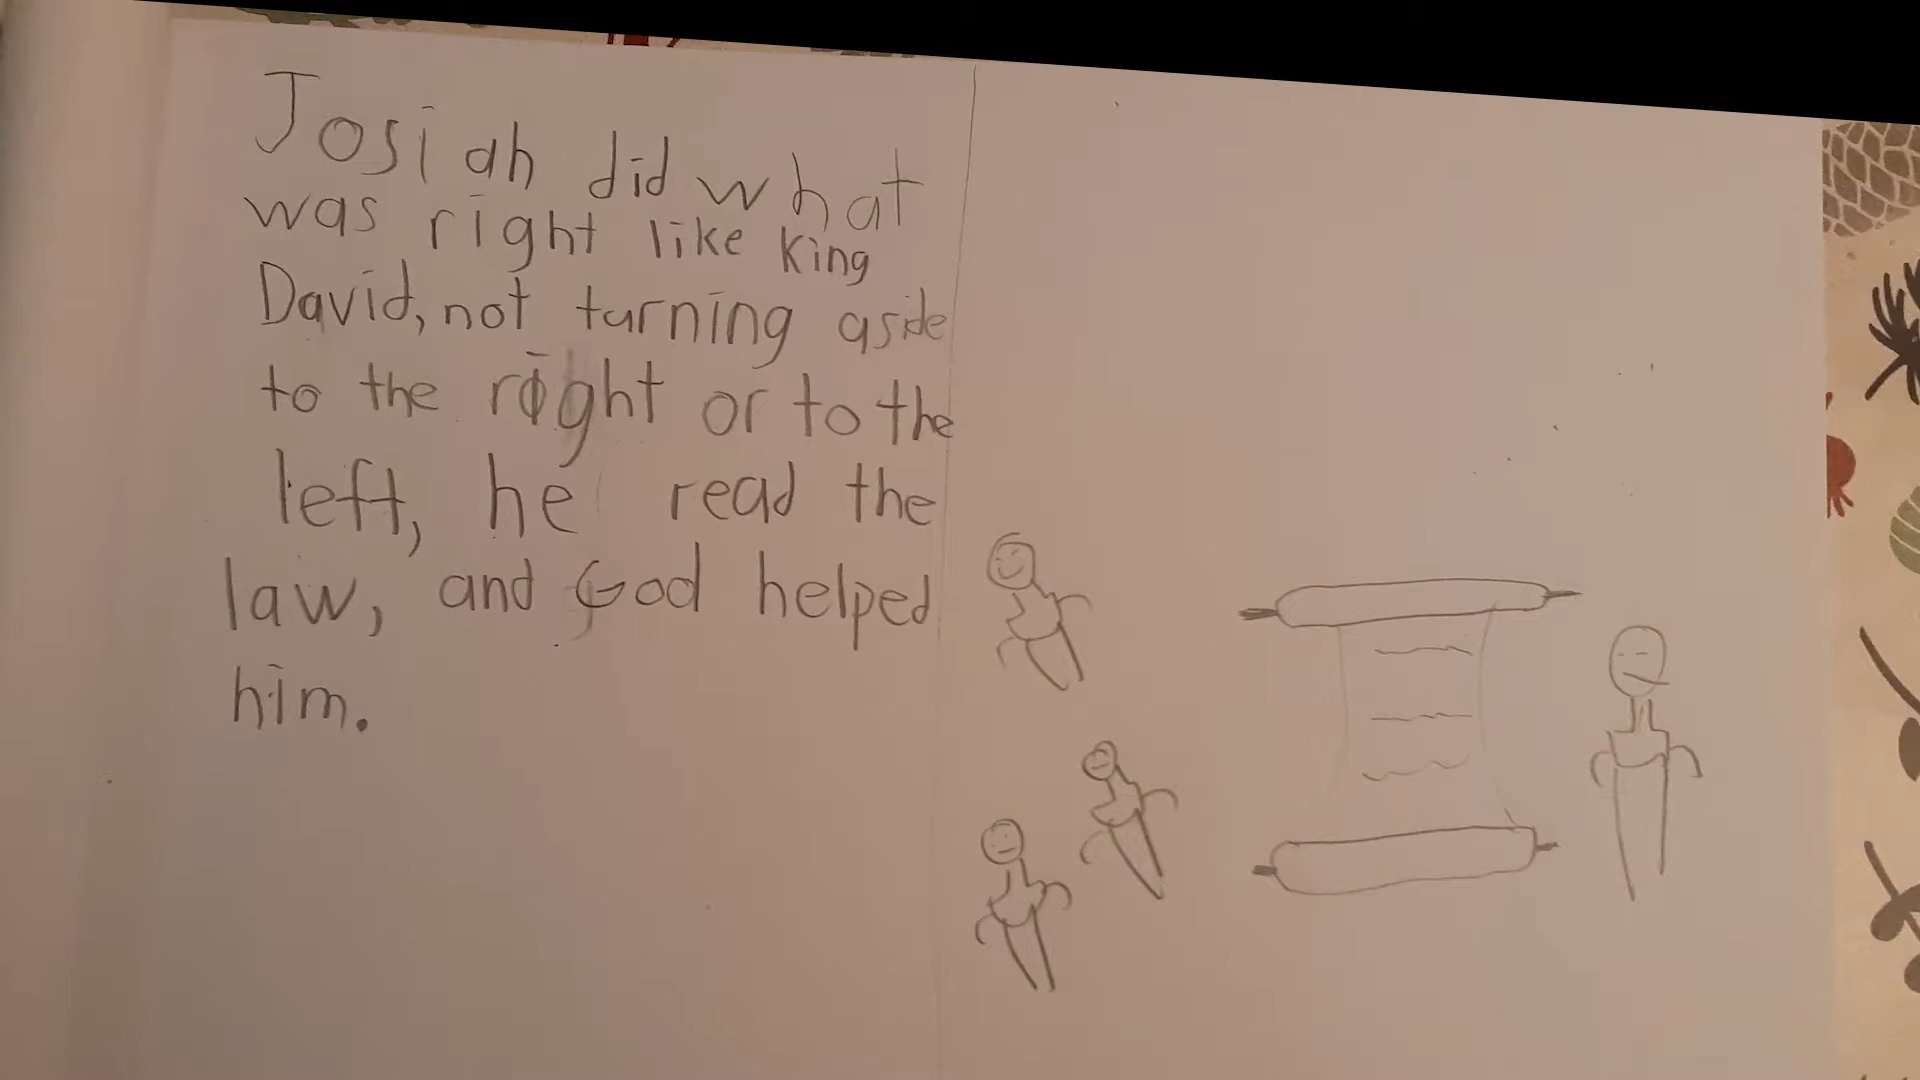 Josiah did what
was right like king
David, not turning aside
to the right or to the
left, he read the
law, and God helped
him.